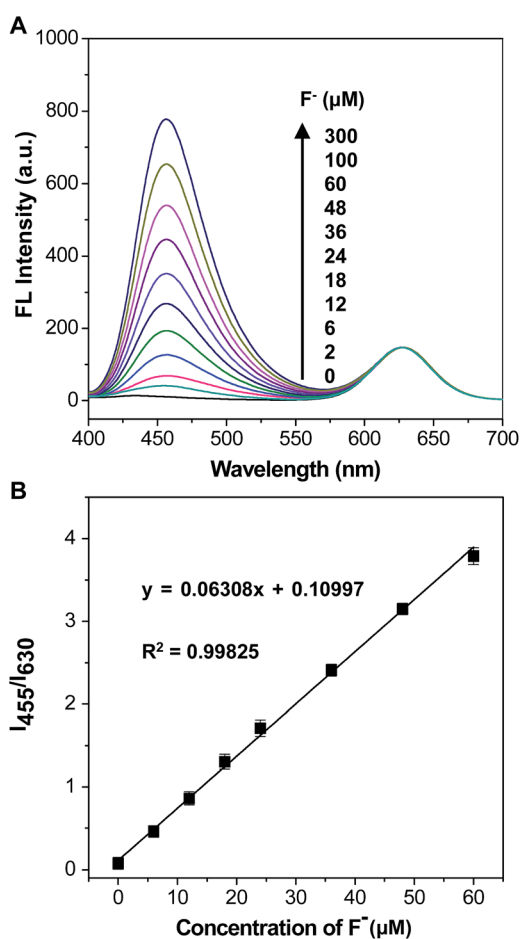 A
1000
800
600
400
200
0
FL Intensity (a.u.)
F⁻ (μM)
300
100
60
48
36
24
18
12
6
2
0
400 450 500 550 600 650 700
Wavelength (nm)
B
4
3
2
1
0
I455/I630
y = 0.06308x + 0.10997
R² = 0.99825
0 10 20 30 40 50 60
Concentration of F⁻(μM)